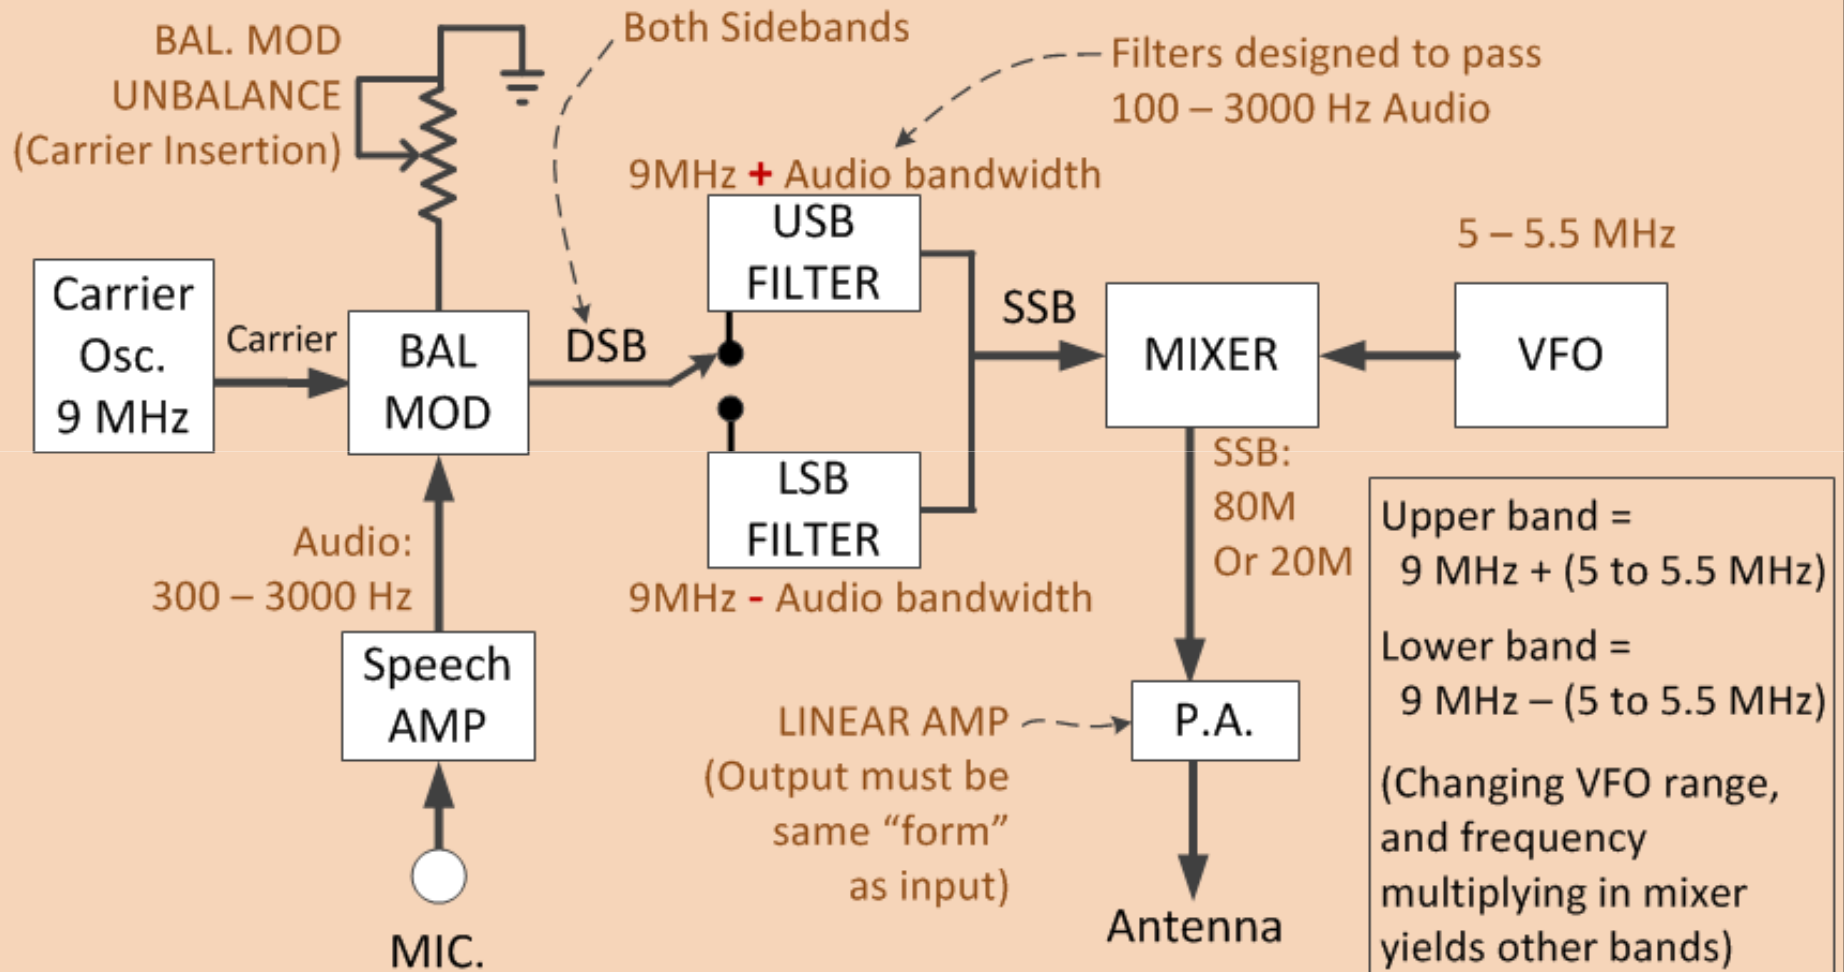 BAL. MOD
UNBALANCE
(Carrier Insertion)
Both Sidebands
Filters designed to pass
100 – 3000 Hz Audio
9MHz + Audio bandwidth
USB
FILTER
5 – 5.5 MHz
Carrier
Osc.
9 MHz
Carrier
BAL
MOD
DSB
SSB
MIXER
VFO
LSB
FILTER
9MHz - Audio bandwidth
SSB:
80M
Or 20M
Audio:
300 – 3000 Hz
Speech
AMP
MIC.
LINEAR AMP
(Output must be
same “form”
as input)
P.A.
Antenna
Upper band =
9 MHz + (5 to 5.5 MHz)
Lower band =
9 MHz – (5 to 5.5 MHz)
(Changing VFO range,
and frequency
multiplying in mixer
yields other bands)